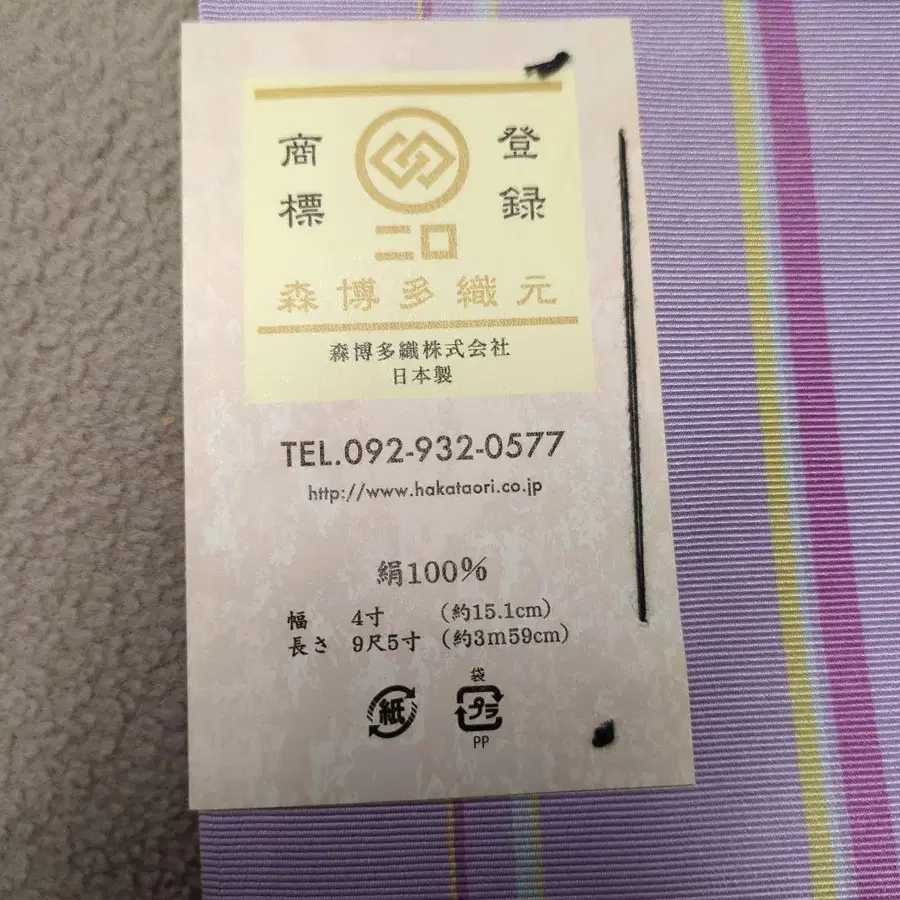 登録
商標
二ロ
森博多織元
森博多織株式会社
日本製
TEL.092-932-0577
http://www.hakataori.co.jp
絹100%
幅 4寸 (約15.1cm)
長さ 9尺5寸 (約3m59cm)
紙
袋
プラ
PP